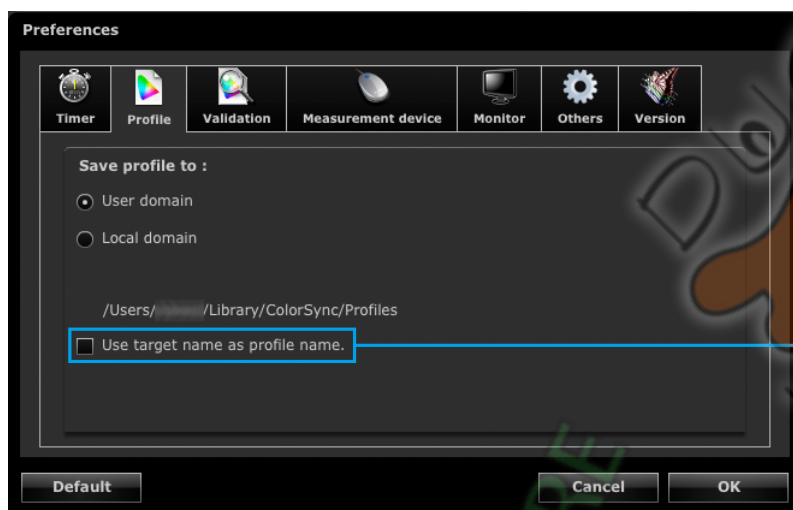 Preferences
Timer
Profile
Validation
Measurement device
Monitor
Others
Version
Save profile to :
User domain
Local domain
/Users/ /Library/ColorSync/Profiles
Use target name as profile name.
Default
Cancel
OK